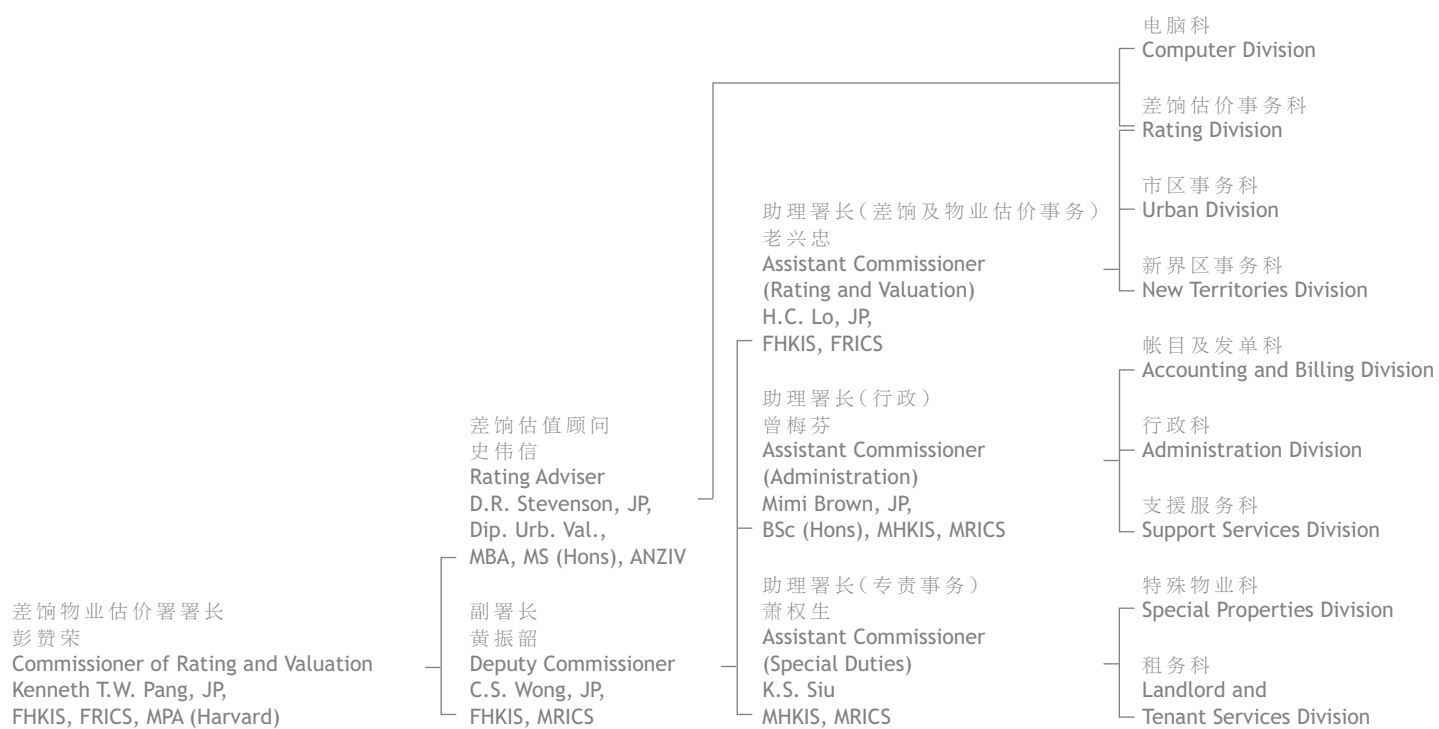 差饷物业估价署署长
彭赞荣
Commissioner of Rating and Valuation
Kenneth T.W. Pang, JP,
FHKIS, FRICS, MPA (Harvard)
差饷估值顾问
史伟信
Rating Adviser
D.R. Stevenson, JP,
Dip. Urb. Val.,
MBA, MS (Hons), ANZIV
副署长
黄振韶
Deputy Commissioner
C.S. Wong, JP,
FHKIS, MRICS
助理署长(差饷及物业估价事务)
老兴忠
Assistant Commissioner
(Rating and Valuation)
H.C. Lo, JP,
FHKIS, FRICS
助理署长(行政)
曾梅芬
Assistant Commissioner
(Administration)
Mimi Brown, JP,
BSc (Hons), MHKIS, MRICS
助理署长(专责事务)
萧权生
Assistant Commissioner
(Special Duties)
K.S. Siu
MHKIS, MRICS
电脑科
Computer Division
差饷估价事务科
Rating Division
市区事务科
Urban Division
新界区事务科
New Territories Division
帐目及发单科
Accounting and Billing Division
行政科
Administration Division
支援服务科
Support Services Division
特殊物业科
Special Properties Division
租务科
Landlord and
Tenant Services Division